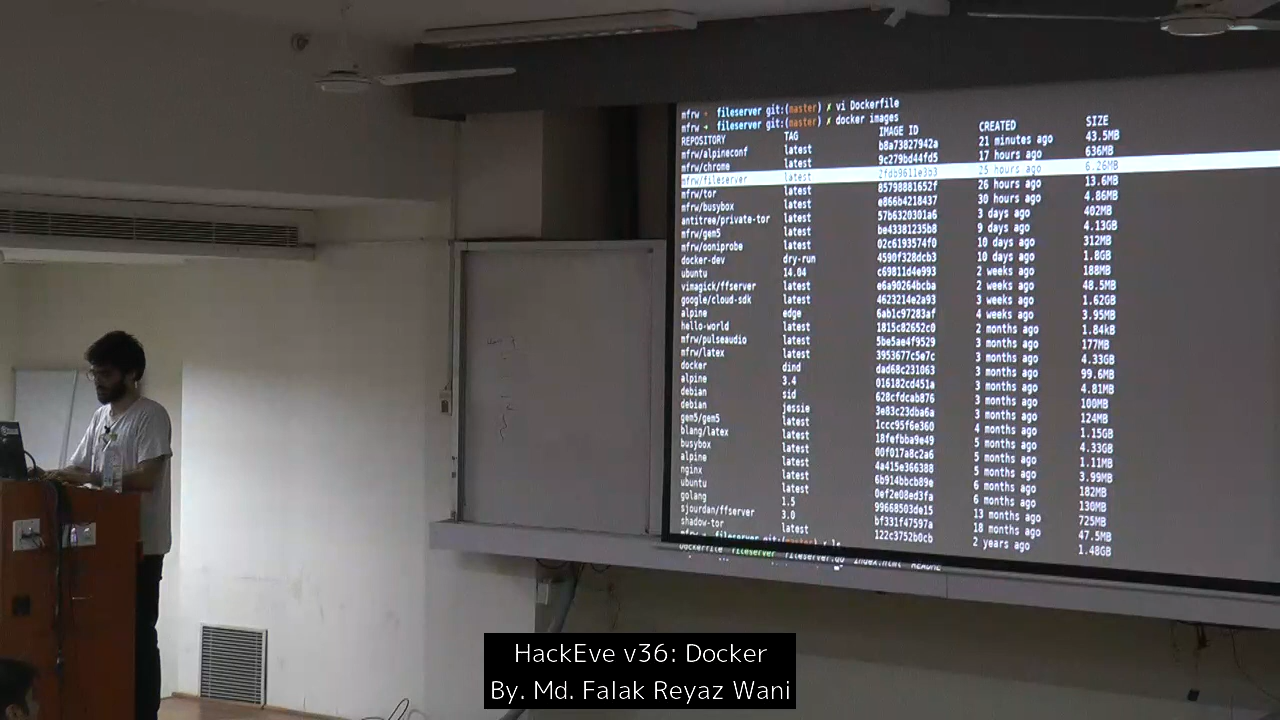 mfrw fileserver git:(master) ✗ vi Dockerfile
mfrw → fileserver git:(master) ✗ docker images
REPOSITORY TAG IMAGE ID CREATED SIZE
mfrw/alpineconf latest b8a73827942a 21 minutes ago 43.5MB
mfrw/chrome latest 9c279bd44fd5 17 hours ago 636MB
mfrw/fileserver latest 2fdb9611e3b3 25 hours ago 6.26MB
mfrw/tor latest 85798881652f 26 hours ago 13.6MB
mfrw/busybox latest e866b4218437 30 hours ago 4.86MB
antitree/private-tor latest 57b6320301a6 3 days ago 402MB
mfrw/gem5 latest be43381235b8 9 days ago 4.13GB
mfrw/ooniprobe latest 02c6193574f0 10 days ago 312MB
docker-dev dry-run 4590f328dcb3 10 days ago 1.8GB
ubuntu 14.04 c69811d4e993 2 weeks ago 188MB
vimagick/ffserver latest e6a90264bcba 2 weeks ago 48.5MB
google/cloud-sdk latest 4623214e2a93 3 weeks ago 1.62GB
alpine edge 6ab1c97283af 4 weeks ago 3.95MB
hello-world latest 1815c82652c0 2 months ago 1.84kB
mfrw/pulseaudio latest 5be5ae4f9529 3 months ago 177MB
mfrw/latex latest 3953677c5e7c 3 months ago 4.33GB
docker dind dad68c231063 3 months ago 99.6MB
alpine 3.4 016182cd451a 3 months ago 4.81MB
debian sid 628cfdcab876 3 months ago 100MB
debian jessie 3e83c23dba6a 3 months ago 124MB
gem5/gem5 latest 1ccc95f6e360 4 months ago 1.15GB
blang/latex latest 18fefbba9e49 5 months ago 4.33GB
busybox latest 00f017a8c2a6 5 months ago 1.11MB
alpine latest 4a415e366388 5 months ago 3.99MB
nginx latest 6b914bbcb89e 6 months ago 182MB
ubuntu latest 0ef2e08ed3fa 6 months ago 130MB
golang 1.5 99668503de15 13 months ago 725MB
sjourdan/ffserver 3.0 bf331f47597a 18 months ago 47.5MB
shadow-tor latest 122c3752b0cb 2 years ago 1.48GB
mfrw → fileserver git:(master) ✗ ls
Dockerfile fileserver fileserver.go index.html README
HackEve v36: Docker
By. Md. Falak Reyaz Wani